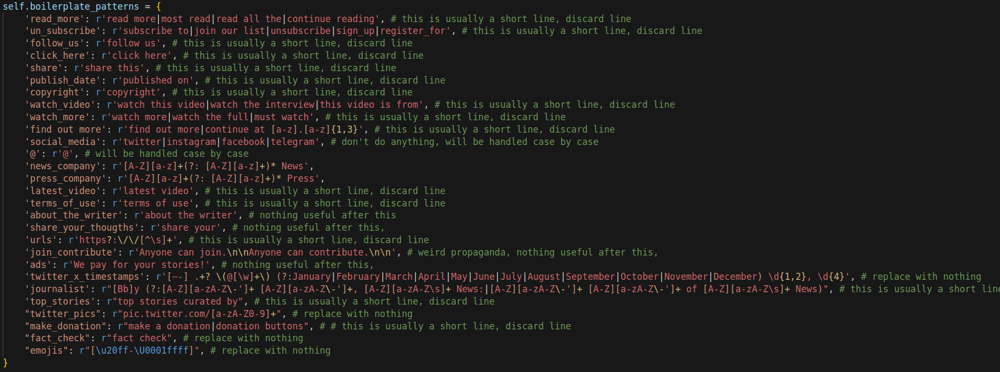 self.boilerplate_patterns = {
    'read_more': r'read more|most read|read all the|continue reading', # this is usually a short line, discard line
    'un_subscribe': r'subscribe to|join our list|unsubscribe|sign_up|register_for', # this is usually a short line, discard line
    'follow_us': r'follow us', # this is usually a short line, discard line
    'click_here': r'click here', # this is usually a short line, discard line
    'share': r'share this', # this is usually a short line, discard line
    'publish_date': r'published on', # this is usually a short line, discard line
    'copyright': r'copyright', # this is usually a short line, discard line
    'watch_video': r'watch this video|watch the interview|this video is from', # this is usually a short line, discard line
    'watch_more': r'watch more|watch the full|must watch', # this is usually a short line, discard line
    'find out more': r'find out more|continue at [a-z].[a-z]{1,3}', # this is usually a short line, discard line
    'social_media': r'twitter|instagram|facebook|telegram', # don't do anything, will be handled case by case
    '@': r'@', # will be handled case by case
    'news_company': r'[A-Z][a-z]+(?: [A-Z][a-z]+)* News',
    'press_company': r'[A-Z][a-z]+(?: [A-Z][a-z]+)* Press',
    'latest_video': r'latest video', # this is usually a short line, discard line
    'terms_of_use': r'terms of use', # this is usually a short line, discard line
    'about_the_writer': r'about the writer', # nothing useful after this
    'share_your_thougths': r'share your', # nothing useful after this,
    'urls': r'https?:\/\/[^\s]+', # this is usually a short line, discard line
    'join_contribute': r'Anyone can join.\n\nAnyone can contribute.\n\n', # weird propaganda, nothing useful after this,
    'ads': r'We pay for your stories!', # nothing useful after this,
    'twitter_x_timestamps': r'[—-] .+? \(@[\w]+\) (?:January|February|March|April|May|June|July|August|September|October|November|December) \d{1,2}, \d{4}', # replace with nothing
    'journalist': r"[Bb]y (?:[A-Z][a-zA-Z\-']+ [A-Z][a-zA-Z\-']+, [A-Z][a-zA-Z\s]+ News:|[A-Z][a-zA-Z\-']+ [A-Z][a-zA-Z\-']+ of [A-Z][a-zA-Z\s]+ News)", # this is usually a short line
    'top_stories': r"top stories curated by", # this is usually a short line, discard line
    "twitter_pics": r"pic.twitter.com/[a-zA-Z0-9]+", # replace with nothing
    "make_donation": r"make a donation|donation buttons", # # this is usually a short line, discard line
    "fact_check": r"fact check", # replace with nothing
    "emojis": r"[\u20ff-\U0001ffff]", # replace with nothing
}